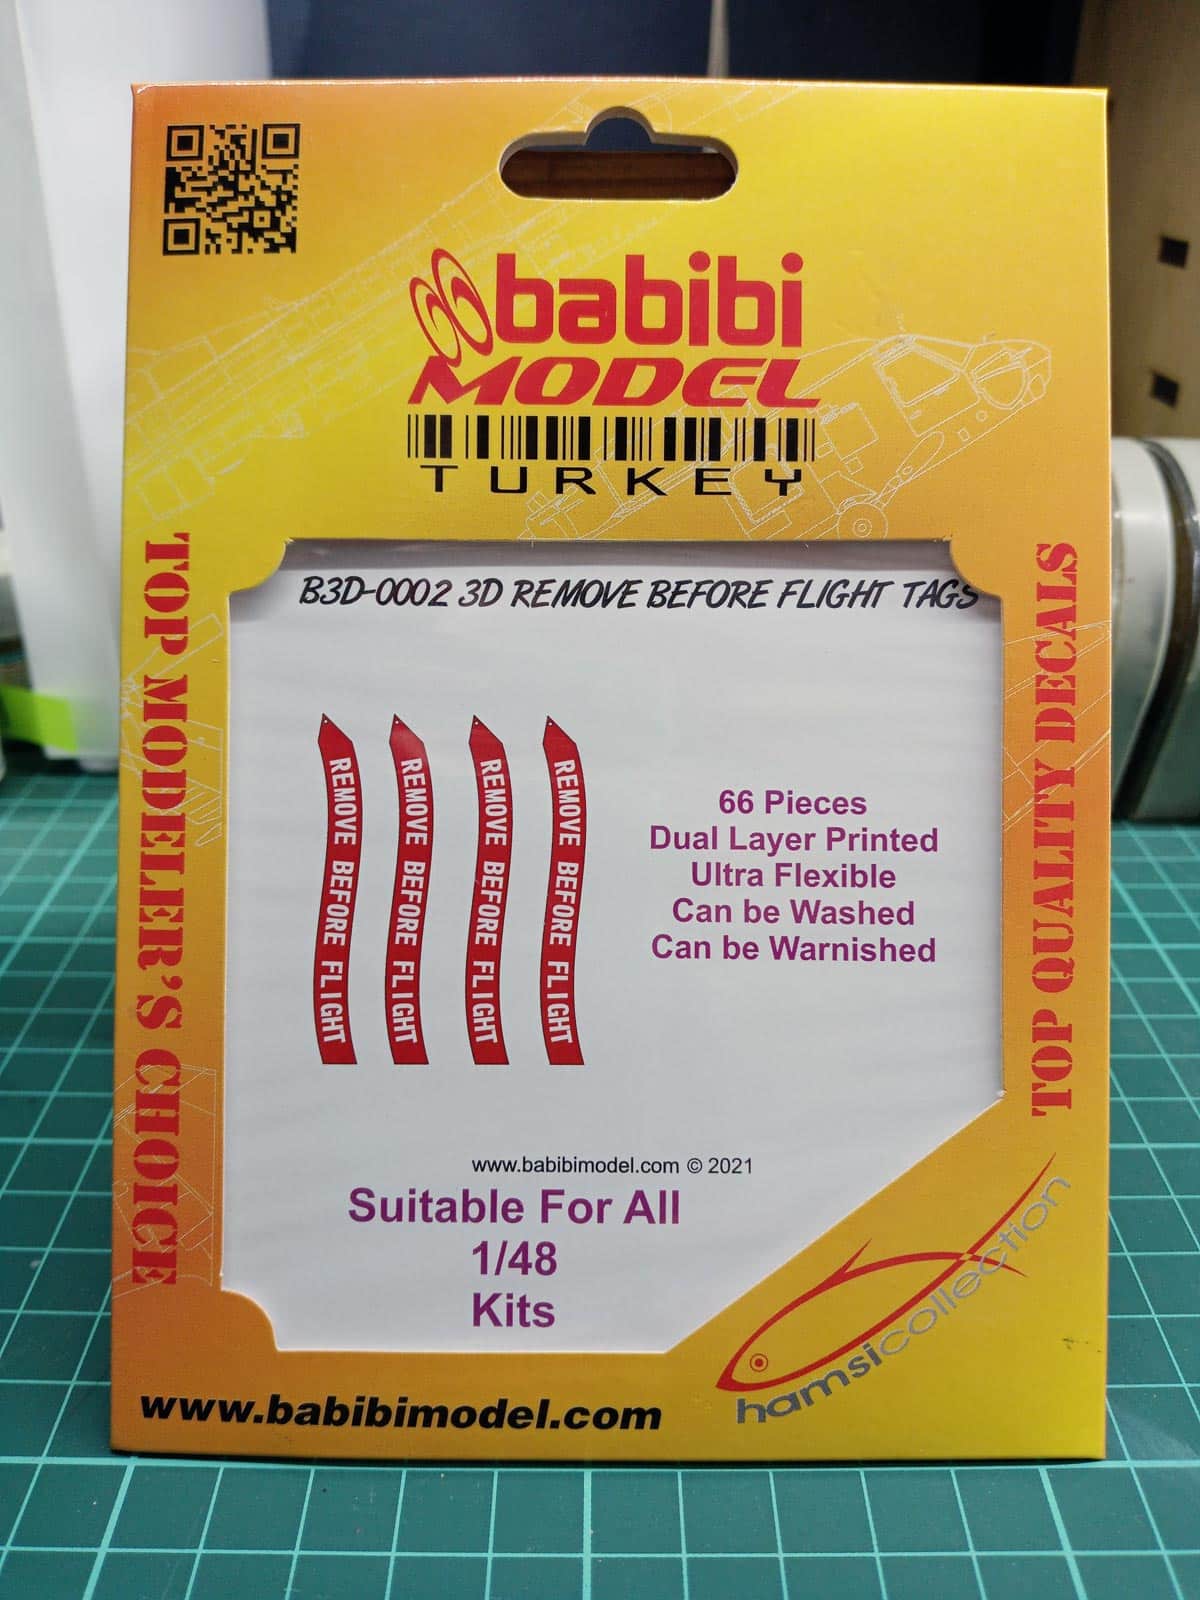 babibi
MODEL
TURKEY
TOP MODELER'S CHOICE
TOP QUALITY DECALS
B3D-0002 3D REMOVE BEFORE FLIGHT TAGS
REMOVE BEFORE FLIGHT
REMOVE BEFORE FLIGHT
REMOVE BEFORE FLIGHT
REMOVE BEFORE FLIGHT
66 Pieces
Dual Layer Printed
Ultra Flexible
Can be Washed
Can be Warnished
www.babibimodel.com © 2021
Suitable For All
1/48
Kits
hamsicollection
www.babibimodel.com